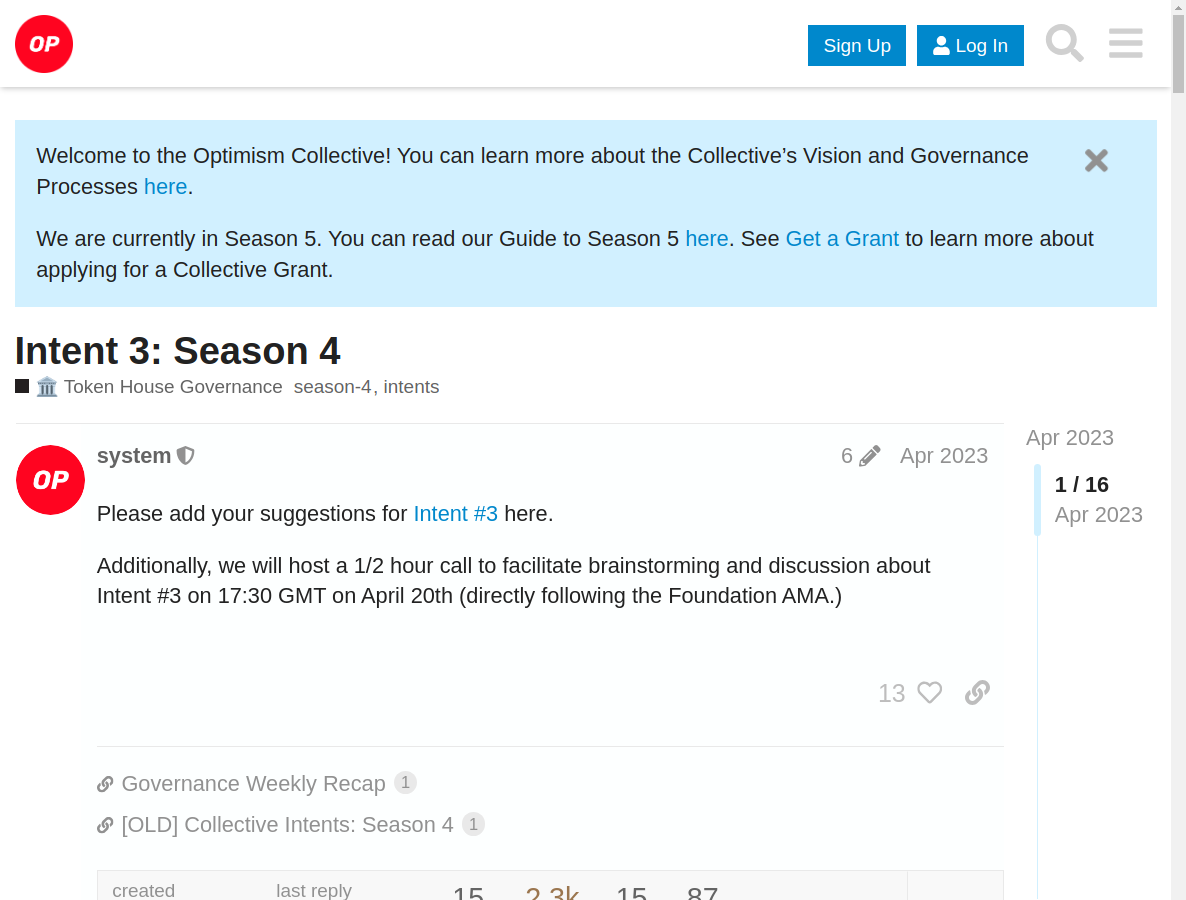 OP
Sign Up
Log In
Welcome to the Optimism Collective! You can learn more about the Collective’s Vision and Governance
Processes here.
We are currently in Season 5. You can read our Guide to Season 5 here. See Get a Grant to learn more about
applying for a Collective Grant.
Intent 3: Season 4
Token House Governance season-4, intents
Apr 2023
OP
system
6
Apr 2023
1 / 16
Apr 2023
Please add your suggestions for Intent #3 here.
Additionally, we will host a 1/2 hour call to facilitate brainstorming and discussion about
Intent #3 on 17:30 GMT on April 20th (directly following the Foundation AMA.)
13
Governance Weekly Recap 1
[OLD] Collective Intents: Season 4 1
created last reply 15 2.3k 15 87